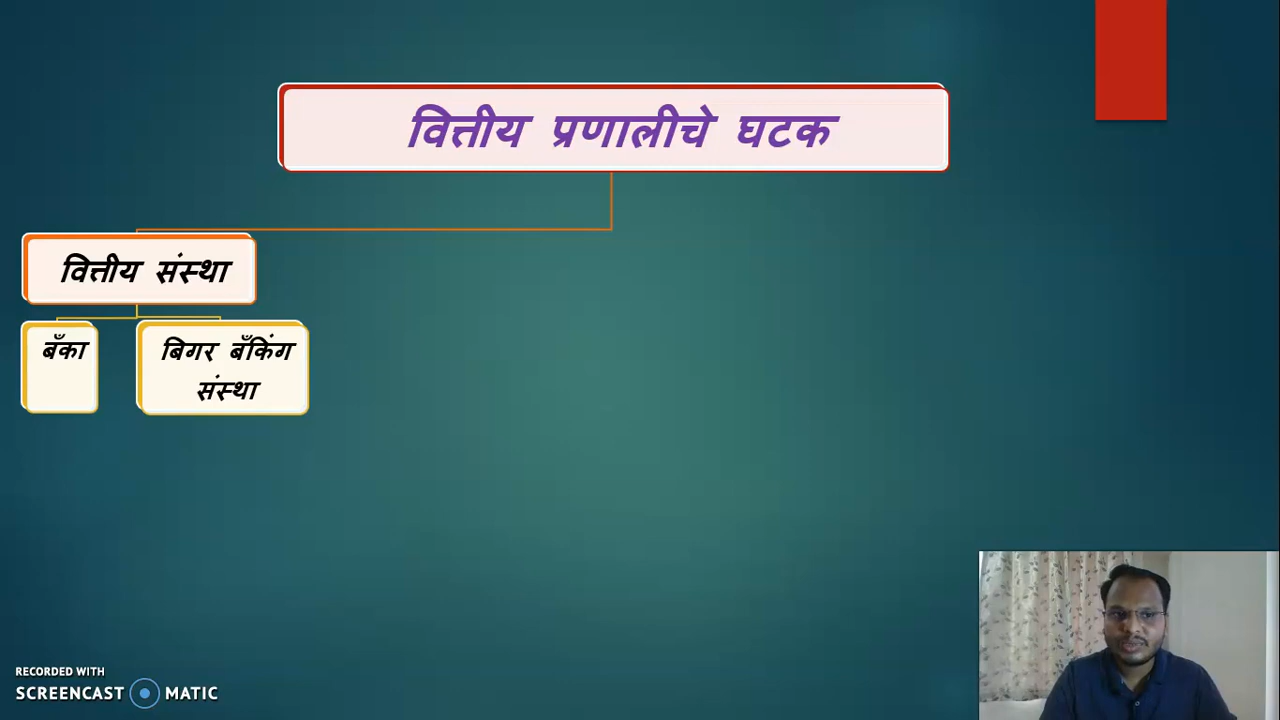 वित्तीय प्रणालीचे घटक
वित्तीय संस्था
बँका
बिगर बँकिंग
संस्था
RECORDED WITH
SCREENCAST MATIC